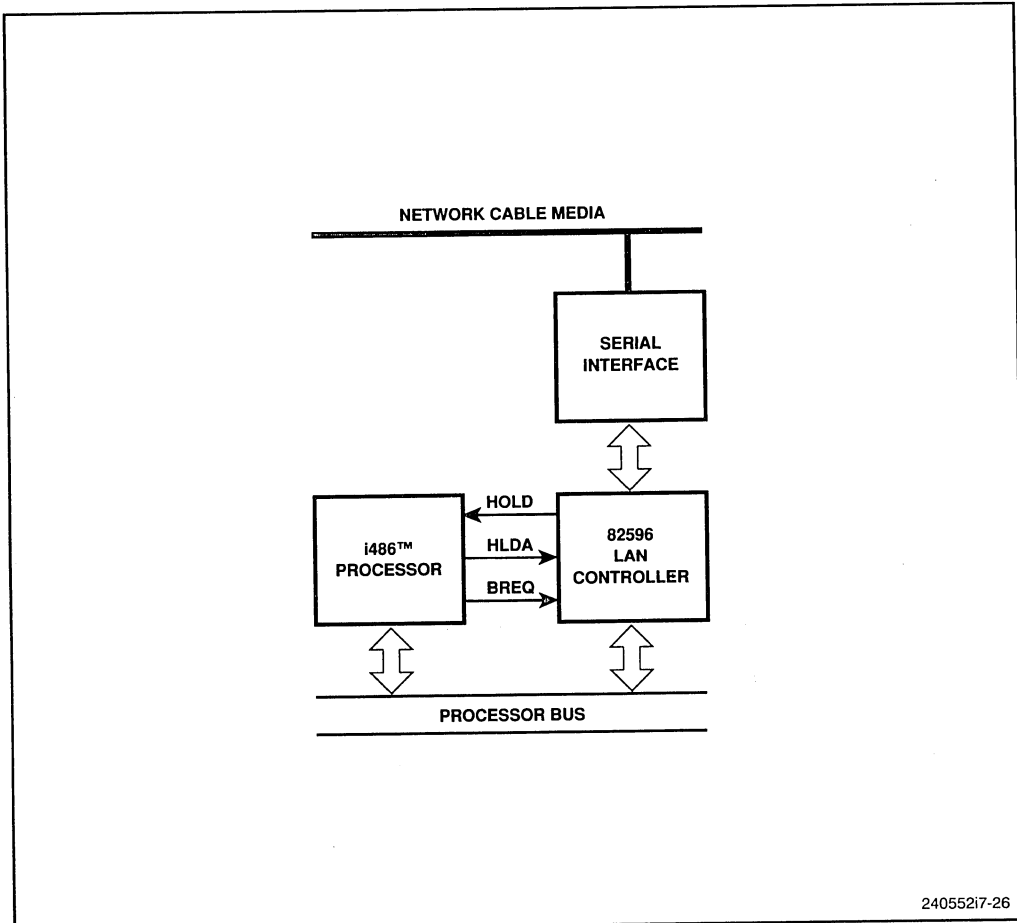 NETWORK CABLE MEDIA
SERIAL
INTERFACE
HOLD
i486™
PROCESSOR
HLDA
82596
LAN
CONTROLLER
BREQ
PROCESSOR BUS
240552i7-26